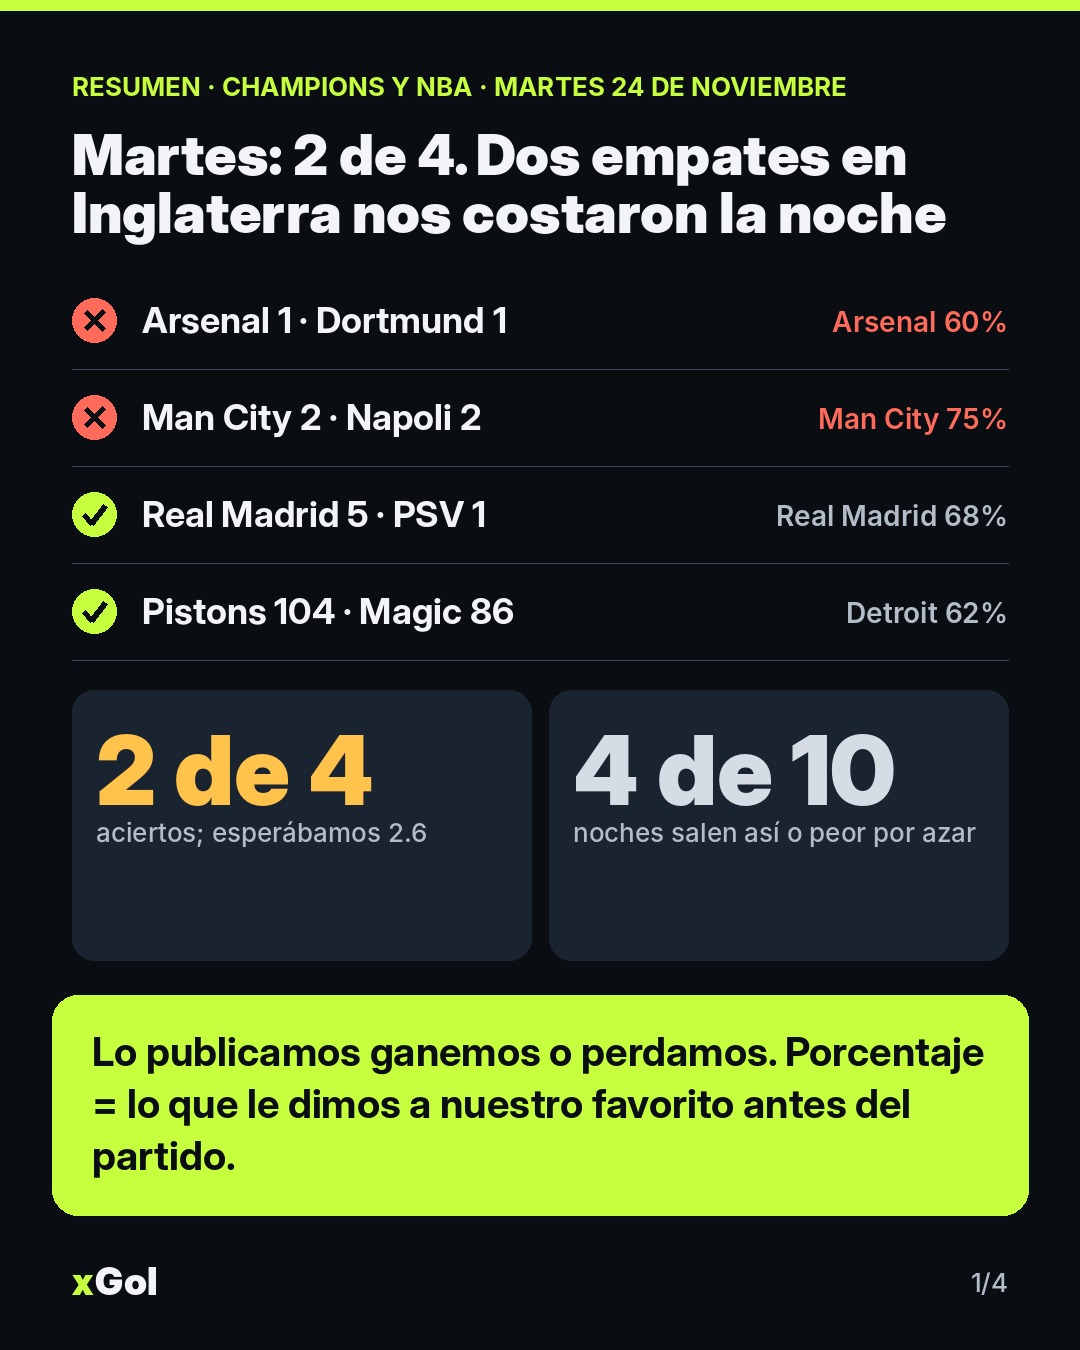 RESUMEN · CHAMPIONS Y NBA · MARTES 24 DE NOVIEMBRE
Martes: 2 de 4. Dos empates en
Inglaterra nos costaron la noche
Arsenal 1 · Dortmund 1
Arsenal 60%
Man City 2 · Napoli 2
Man City 75%
Real Madrid 5 · PSV 1
Real Madrid 68%
Pistons 104 · Magic 86
Detroit 62%
2 de 4
aciertos; esperábamos 2.6
4 de 10
noches salen así o peor por azar
Lo publicamos ganemos o perdamos. Porcentaje
= lo que le dimos a nuestro favorito antes del
partido.
xGol
1/4